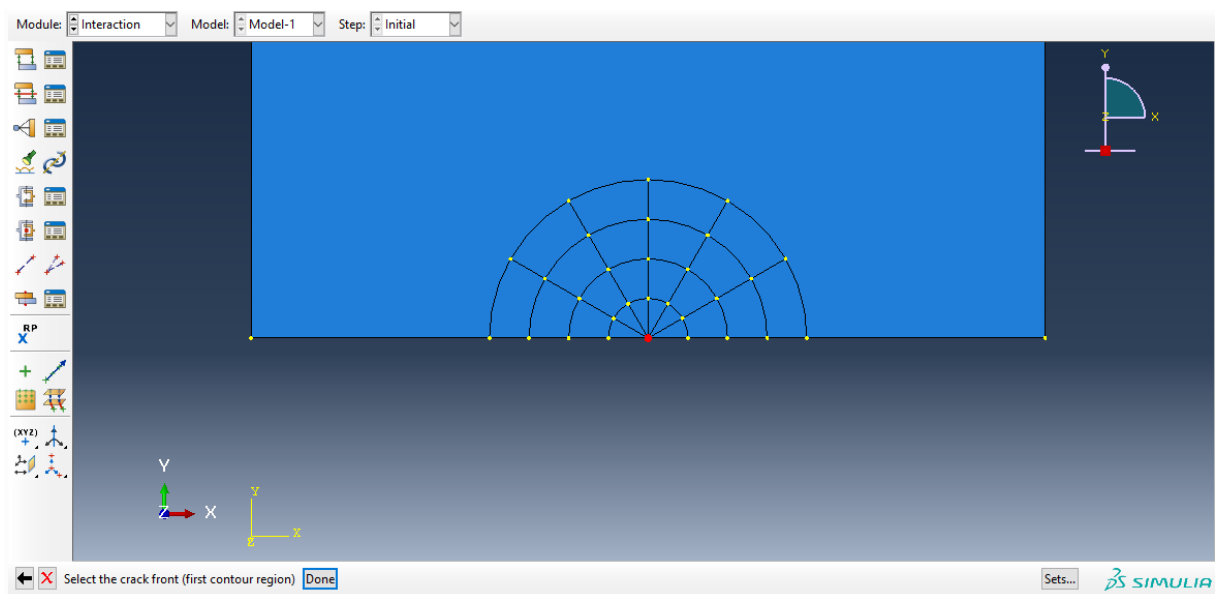 Module: Interaction Model: Model-1 Step: Initial
Y
Z X
RP
X
(XYZ)
Y
Z X
Y
Z X
Select the crack front (first contour region) Done Sets... 3DS SIMULIA